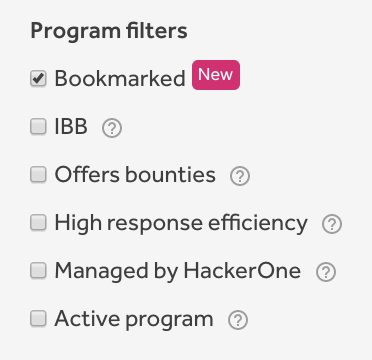 Program filters
Bookmarked New
IBB ?
Offers bounties ?
High response efficiency ?
Managed by HackerOne ?
Active program ?